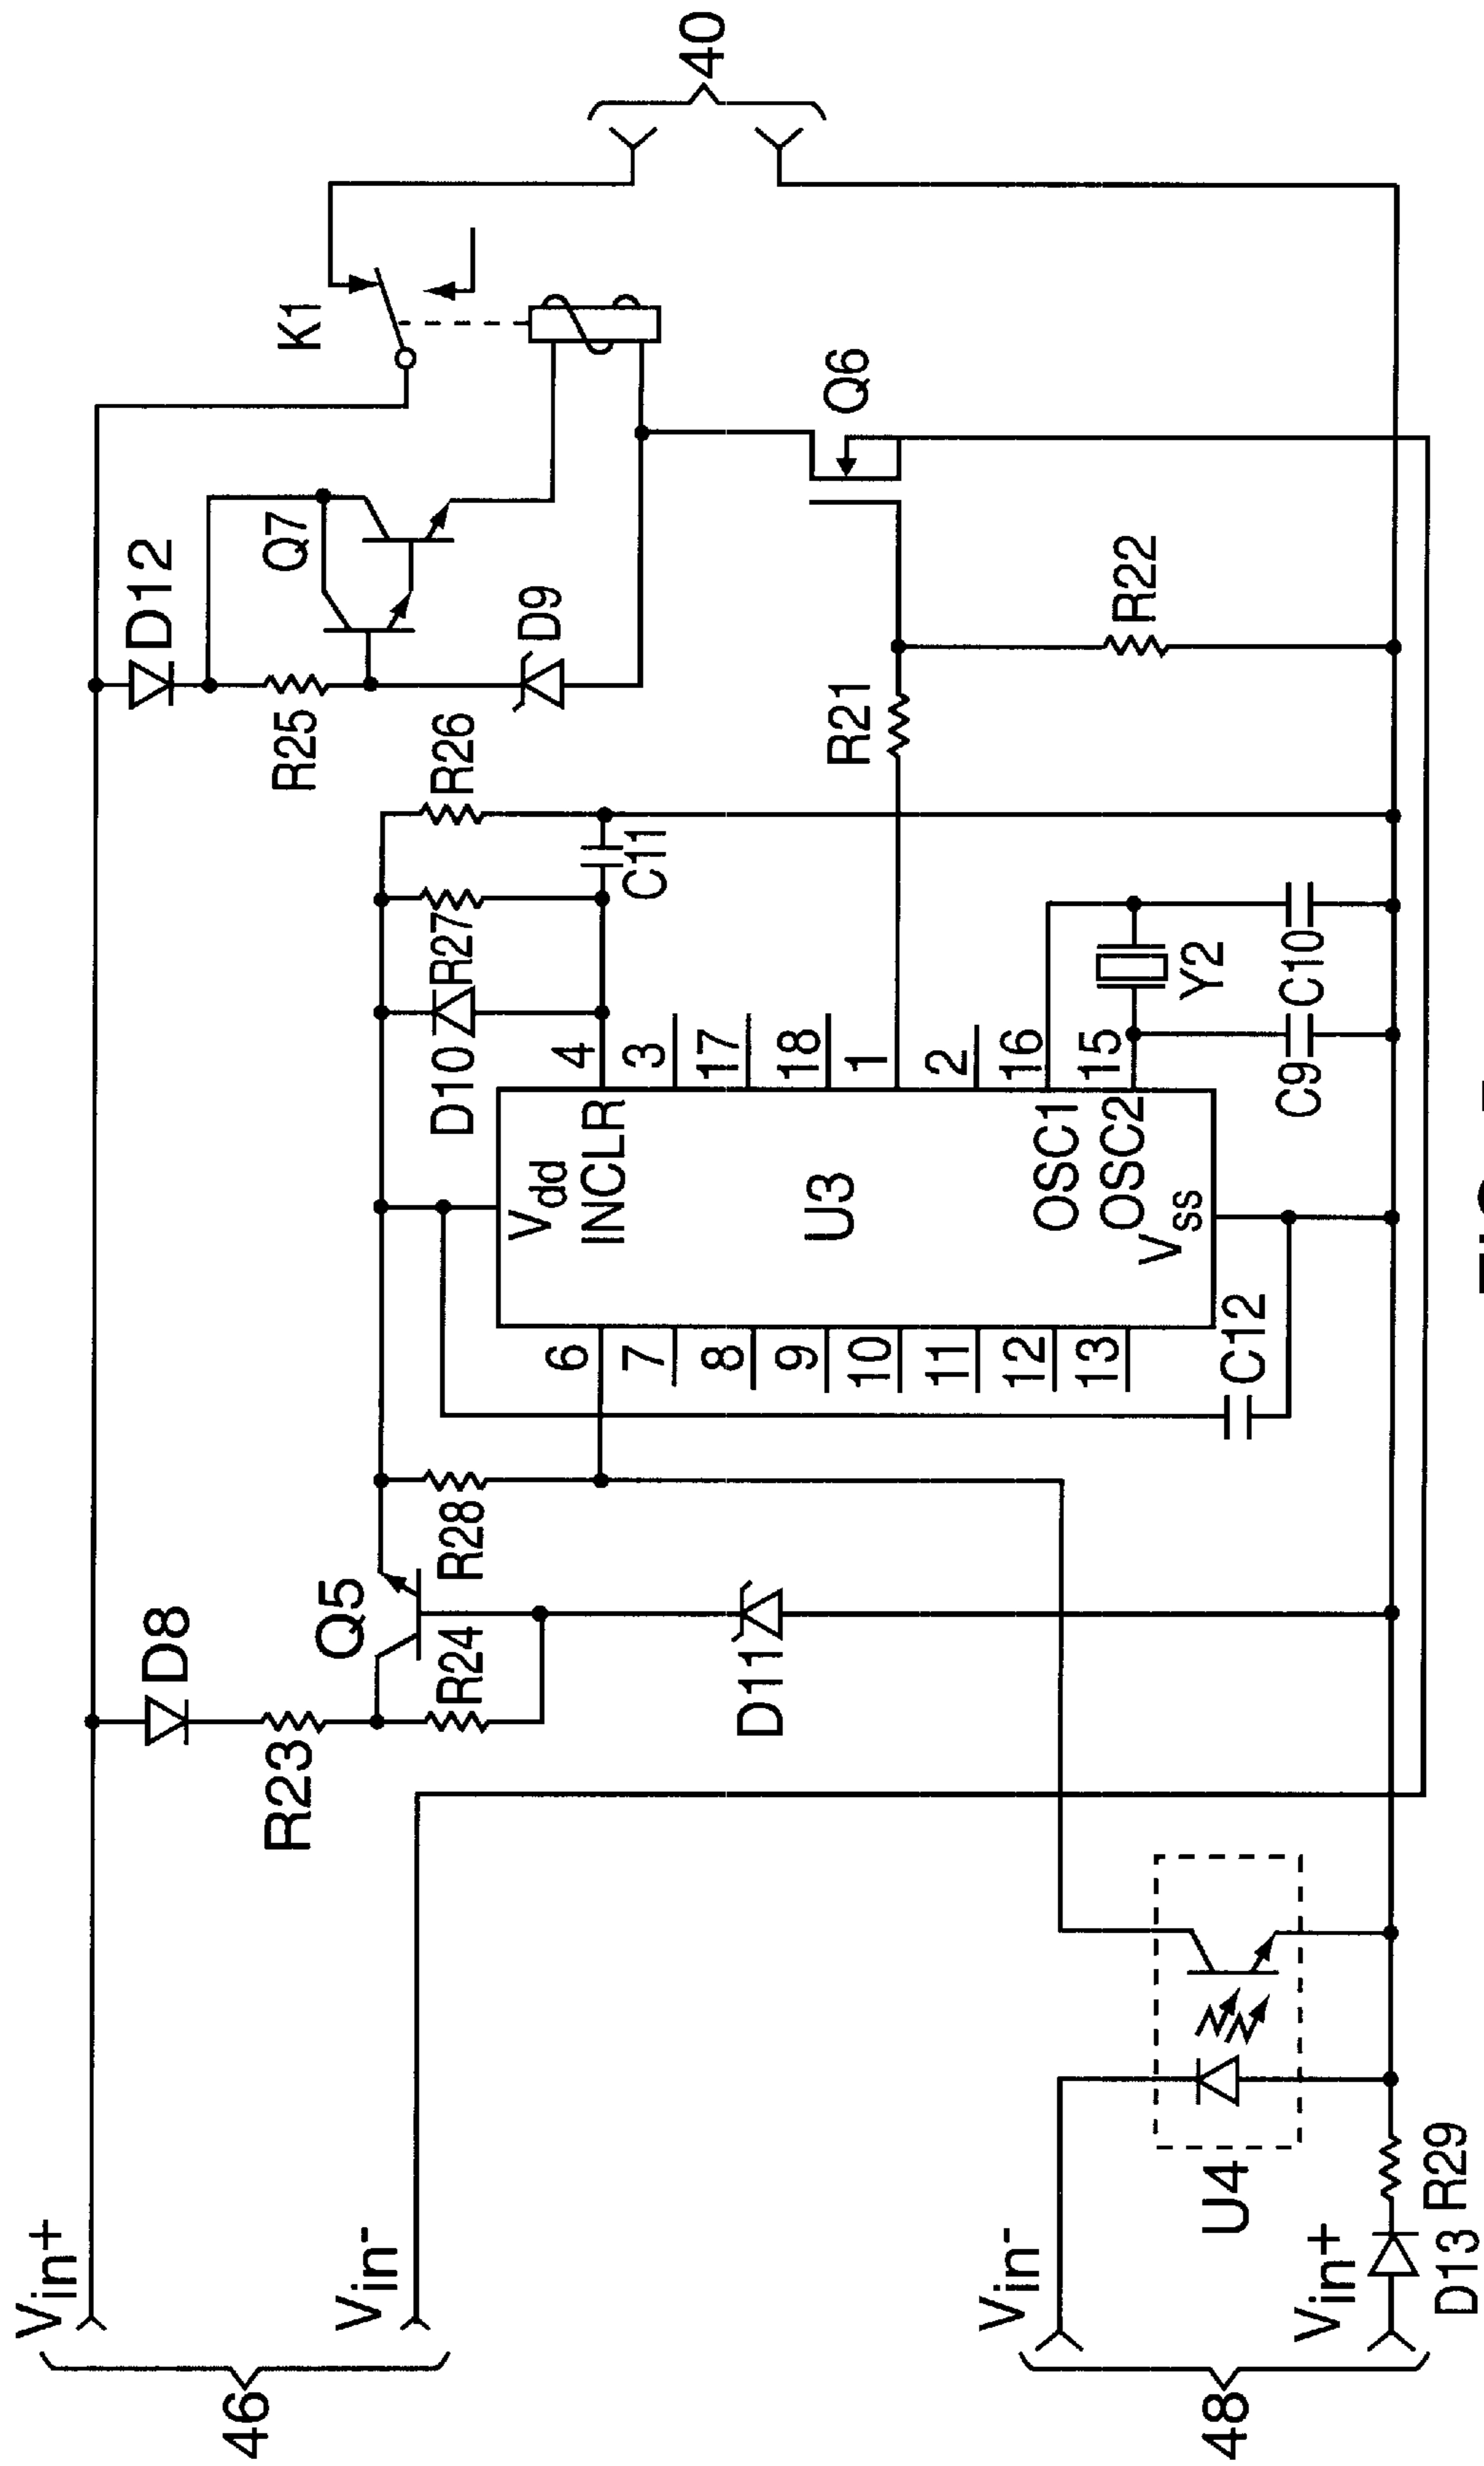 40
K1
Q6
Q7
D12
D9
R22
R25
R21
R26
C11
R27
D10
Y2
C10
C9
4
3
17
18
1
2
16
15
Vdd
INCLR
U3
OSC1
OSC2
Vss
6
7
8
9
10
11
12
13
C12
R28
Q5
D8
R24
D11
R23
Vin+
Vin-
46
U4
Vin-
Vin+
R29
D13
48